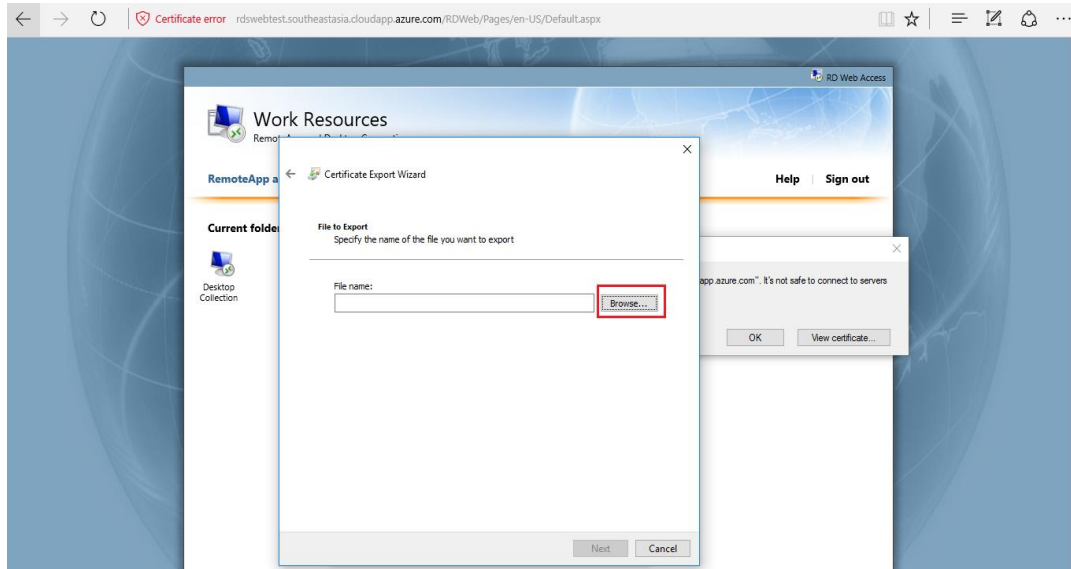 Certificate error rdswebtest.southeastasia.cloudapp.azure.com/RDWeb/Pages/en-US/Default.aspx
RD Web Access
Work Resources
RemoteApp a
Help | Sign out
Certificate Export Wizard
Current folder
File to Export
Specify the name of the file you want to export
Desktop
Collection
File name:
Browse...
app.azure.com". It's not safe to connect to servers
OK
View certificate...
Next
Cancel